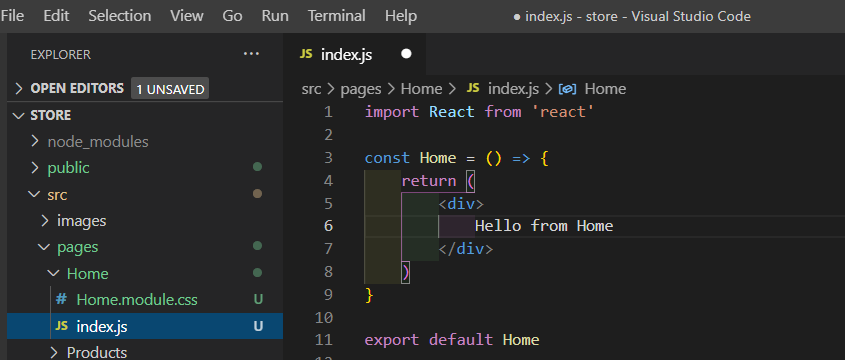 File Edit Selection View Go Run Terminal Help ● index.js - store - Visual Studio Code
EXPLORER ···
JS index.js ●
OPEN EDITORS 1 UNSAVED
src > pages > Home > JS index.js > Home
STORE
node_modules
public
src
images
pages
Home
# Home.module.css U
JS index.js U
Products
1 import React from 'react'
2
3 const Home = () => {
4 return (
5 <div>
6 Hello from Home
7 </div>
8 )
9 }
10
11 export default Home